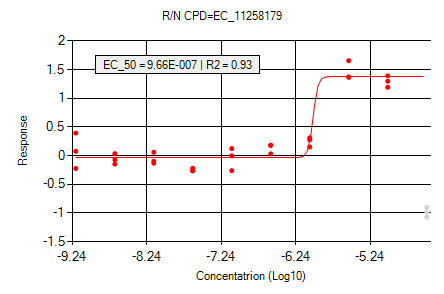 R/N CPD=EC_11258179
EC_50 = 9.66E-007 | R2 = 0.93
Response
2
1.5
1
0.5
0
-0.5
-1
-1.5
-9.24 -8.24 -7.24 -6.24 -5.24
Concentatrion (Log10)